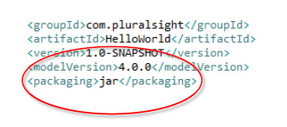 <groupId>com.pluralsight</groupId>
<artifactId>HelloWorld</artifactId>
<version>1.0-SNAPSHOT</version>
<modelVersion>4.0.0</modelVersion>
<packaging>jar</packaging>